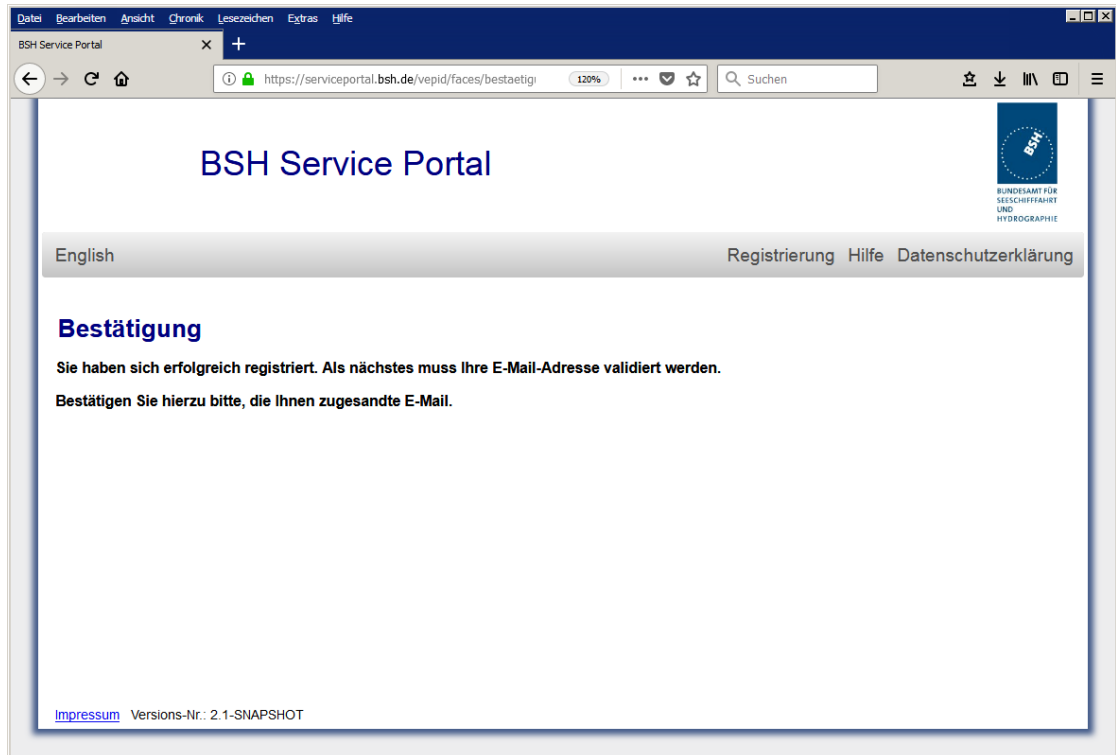 Datei Bearbeiten Ansicht Chronik Lesezeichen Extras Hilfe
BSH Service Portal
https://serviceportal.bsh.de/vepid/faces/bestaetigu 120% Suchen
BSH Service Portal
BSH
BUNDESAMT FÜR
SEESCHIFFFAHRT
UND
HYDROGRAPHIE
English Registrierung Hilfe Datenschutzerklärung
Bestätigung
Sie haben sich erfolgreich registriert. Als nächstes muss Ihre E-Mail-Adresse validiert werden.
Bestätigen Sie hierzu bitte, die Ihnen zugesandte E-Mail.
Impressum Versions-Nr.: 2.1-SNAPSHOT